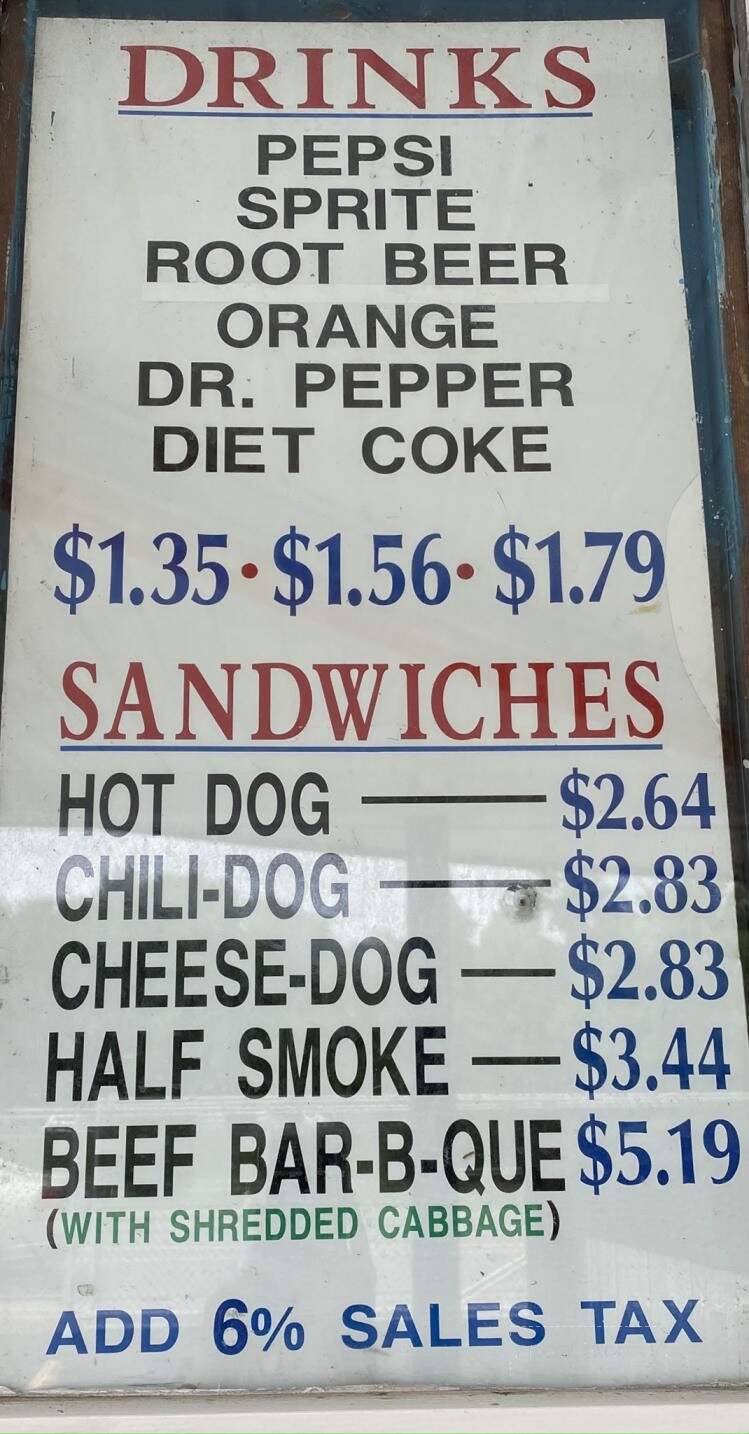 DRINKS
PEPSI
SPRITE
ROOT BEER
ORANGE
DR. PEPPER
DIET COKE
$1.35 · $1.56 · $1.79
SANDWICHES
HOT DOG — $2.64
CHILI-DOG — $2.83
CHEESE-DOG — $2.83
HALF SMOKE — $3.44
BEEF BAR-B-QUE $5.19
(WITH SHREDDED CABBAGE)
ADD 6% SALES TAX